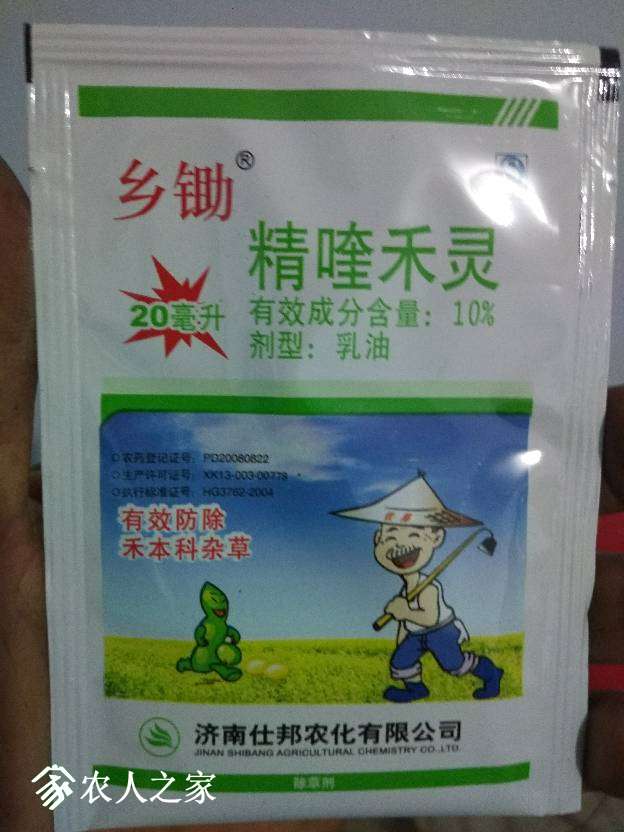 乡锄®
精喹禾灵
20毫升
有效成分含量：10%
剂型：乳油
农药登记证号：PD20080822
生产许可证号：XK13-003-00778
执行标准证号：HG3762-2004
有效防除
禾本科杂草
济南仕邦农化有限公司
JINAN SHIBANG AGRICULTURAL CHEMISTRY CO.,LTD.
除草剂
农人之家